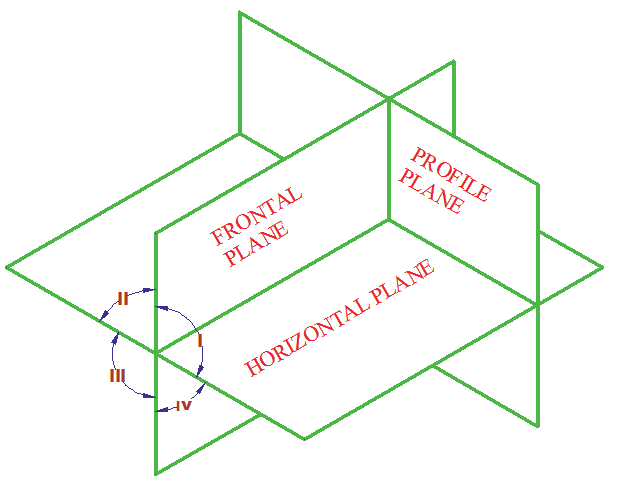 PROFILE
PLANE
FRONTAL
PLANE
HORIZONTAL PLANE
II
I
III
IV